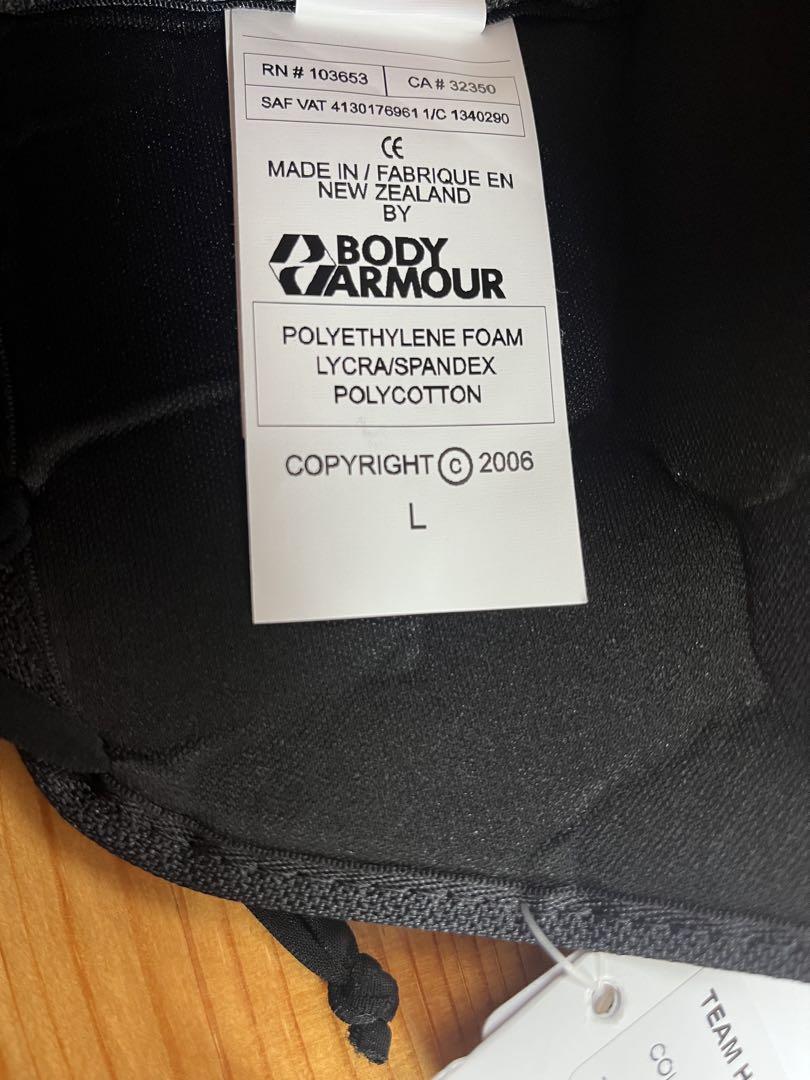 RN # 103653 CA # 32350
SAF VAT 4130176961 1/C 1340290
CE
MADE IN / FABRIQUE EN
NEW ZEALAND
BY
BODY
ARMOUR
POLYETHYLENE FOAM
LYCRA/SPANDEX
POLYCOTTON
COPYRIGHT © 2006
L
TEAM H